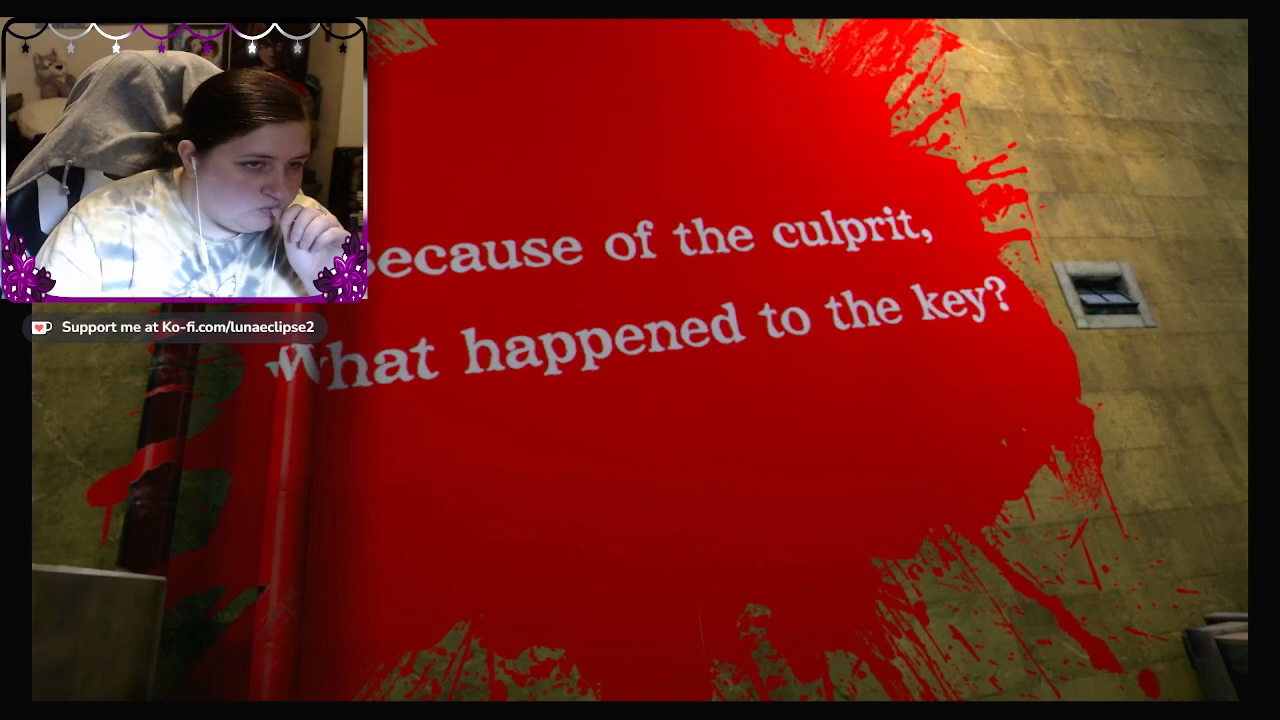 ecause of the culprit,
What happened to the key?
Support me at Ko-fi.com/lunaeclipse2